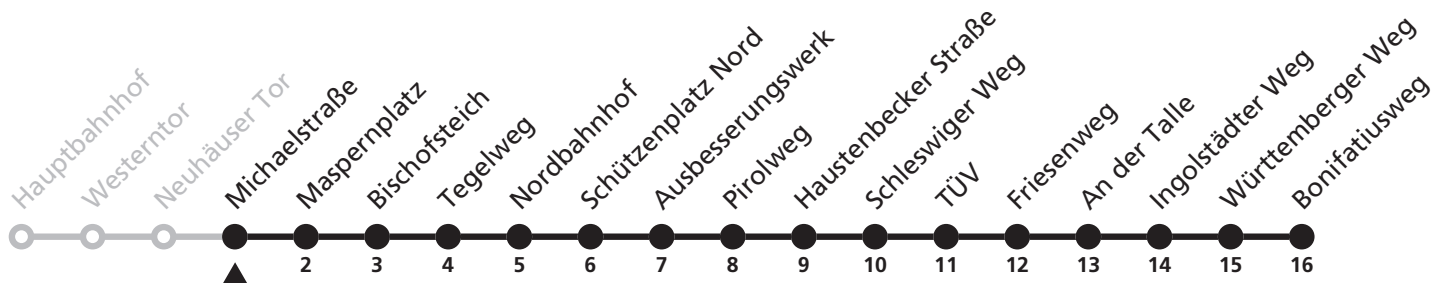 Hauptbahnhof
Westerntor
Neuhäuser Tor
Michaelstraße
Maspernplatz
Bischofsteich
Tegelweg
Nordbahnhof
Schützenplatz Nord
Ausbesserungswerk
Pirolweg
Haustenbecker Straße
Schleswiger Weg
TÜV
Friesenweg
An der Talle
Ingolstädter Weg
Württemberger Weg
Bonifatiusweg
2 3 4 5 6 7 8 9 10 11 12 13 14 15 16